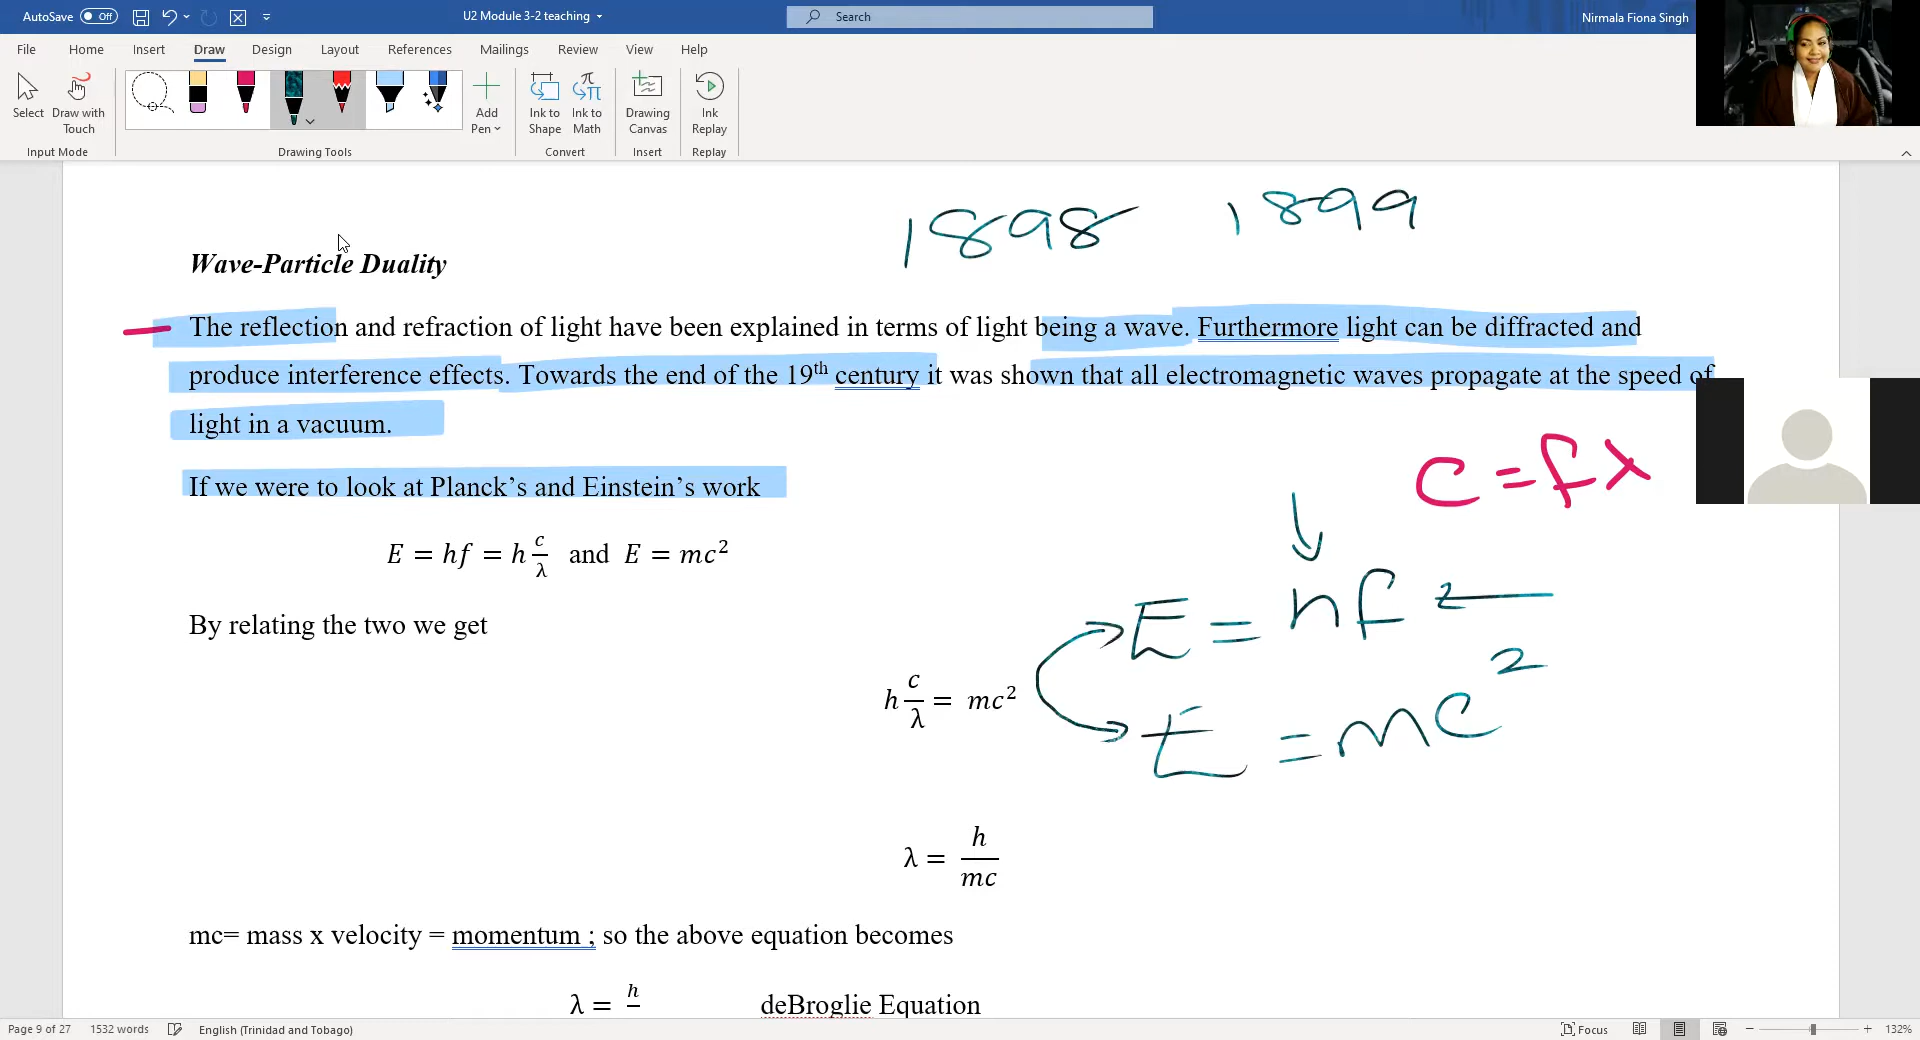 AutoSave Off U2 Module 3-2 teaching Search Nirmala Fiona Singh
File Home Insert Draw Design Layout References Mailings Review View Help
Select Draw with Touch Add Pen Ink to Shape Ink to Math Drawing Canvas Ink Replay
Input Mode Drawing Tools Convert Insert Replay
1898 1899
Wave-Particle Duality
The reflection and refraction of light have been explained in terms of light being a wave. Furthermore light can be diffracted and
produce interference effects. Towards the end of the 19th century it was shown that all electromagnetic waves propagate at the speed of
light in a vacuum.
c = fλ
If we were to look at Planck's and Einstein's work
E = hf = h c/λ and E = mc²
E = hf
By relating the two we get
h c/λ = mc²
E = mc²
λ = h/mc
mc= mass x velocity = momentum ; so the above equation becomes
λ = h deBroglie Equation
Page 9 of 27 1532 words English (Trinidad and Tobago) Focus 132%